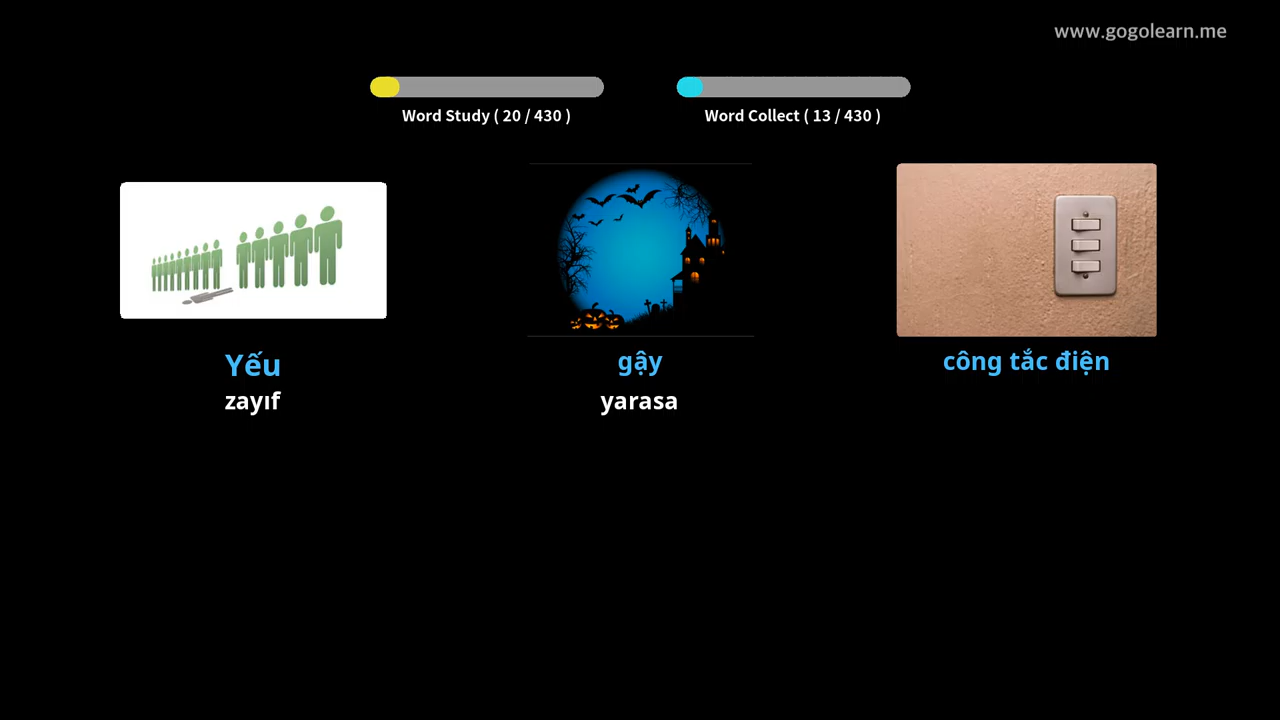 www.gogolearn.me
Word Study ( 20 / 430 )
Word Collect ( 13 / 430 )
Yếu
zayıf
gậy
yarasa
công tắc điện